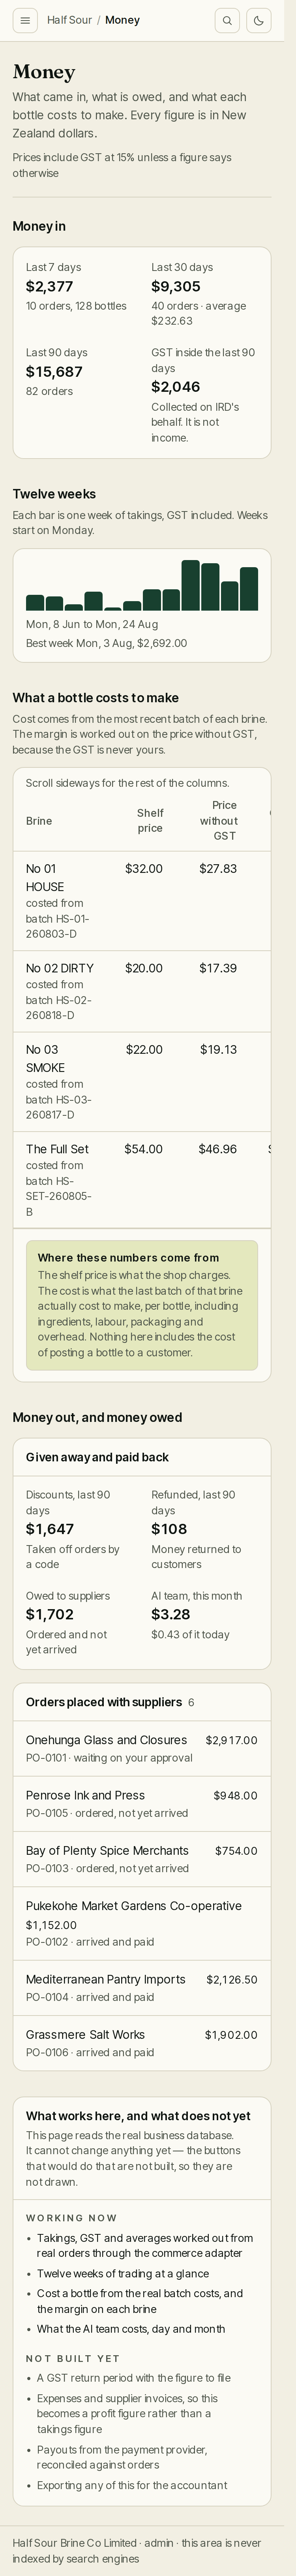 Half Sour / Money
Money
What came in, what is owed, and what each
bottle costs to make. Every figure is in New
Zealand dollars.
Prices include GST at 15% unless a figure says
otherwise
Money in
Last 7 days
$2,377
10 orders, 128 bottles
Last 30 days
$9,305
40 orders · average
$232.63
Last 90 days
$15,687
82 orders
GST inside the last 90
days
$2,046
Collected on IRD's
behalf. It is not
income.
Twelve weeks
Each bar is one week of takings, GST included. Weeks
start on Monday.
Mon, 8 Jun to Mon, 24 Aug
Best week Mon, 3 Aug, $2,692.00
What a bottle costs to make
Cost comes from the most recent batch of each brine.
The margin is worked out on the price without GST,
because the GST is never yours.
Scroll sideways for the rest of the columns.
Brine
Shelf
price
Price
without
GST
No 01
HOUSE
costed from
batch HS-01-
260803-D
$32.00
$27.83
No 02 DIRTY
costed from
batch HS-02-
260818-D
$20.00
$17.39
No 03
SMOKE
costed from
batch HS-03-
260817-D
$22.00
$19.13
The Full Set
costed from
batch HS-
SET-260805-
B
$54.00
$46.96
Where these numbers come from
The shelf price is what the shop charges.
The cost is what the last batch of that brine
actually cost to make, per bottle, including
ingredients, labour, packaging and
overhead. Nothing here includes the cost
of posting a bottle to a customer.
Money out, and money owed
Given away and paid back
Discounts, last 90
days
$1,647
Taken off orders by
a code
Refunded, last 90
days
$108
Money returned to
customers
Owed to suppliers
$1,702
Ordered and not
yet arrived
AI team, this month
$3.28
$0.43 of it today
Orders placed with suppliers 6
Onehunga Glass and Closures $2,917.00
PO-0101 · waiting on your approval
Penrose Ink and Press $948.00
PO-0105 · ordered, not yet arrived
Bay of Plenty Spice Merchants $754.00
PO-0103 · ordered, not yet arrived
Pukekohe Market Gardens Co-operative
$1,152.00
PO-0102 · arrived and paid
Mediterranean Pantry Imports $2,126.50
PO-0104 · arrived and paid
Grassmere Salt Works $1,902.00
PO-0106 · arrived and paid
What works here, and what does not yet
This page reads the real business database.
It cannot change anything yet — the buttons
that would do that are not built, so they are
not drawn.
WORKING NOW
• Takings, GST and averages worked out from
real orders through the commerce adapter
• Twelve weeks of trading at a glance
• Cost a bottle from the real batch costs, and
the margin on each brine
• What the AI team costs, day and month
NOT BUILT YET
• A GST return period with the figure to file
• Expenses and supplier invoices, so this
becomes a profit figure rather than a
takings figure
• Payouts from the payment provider,
reconciled against orders
• Exporting any of this for the accountant
Half Sour Brine Co Limited · admin · this area is never
indexed by search engines